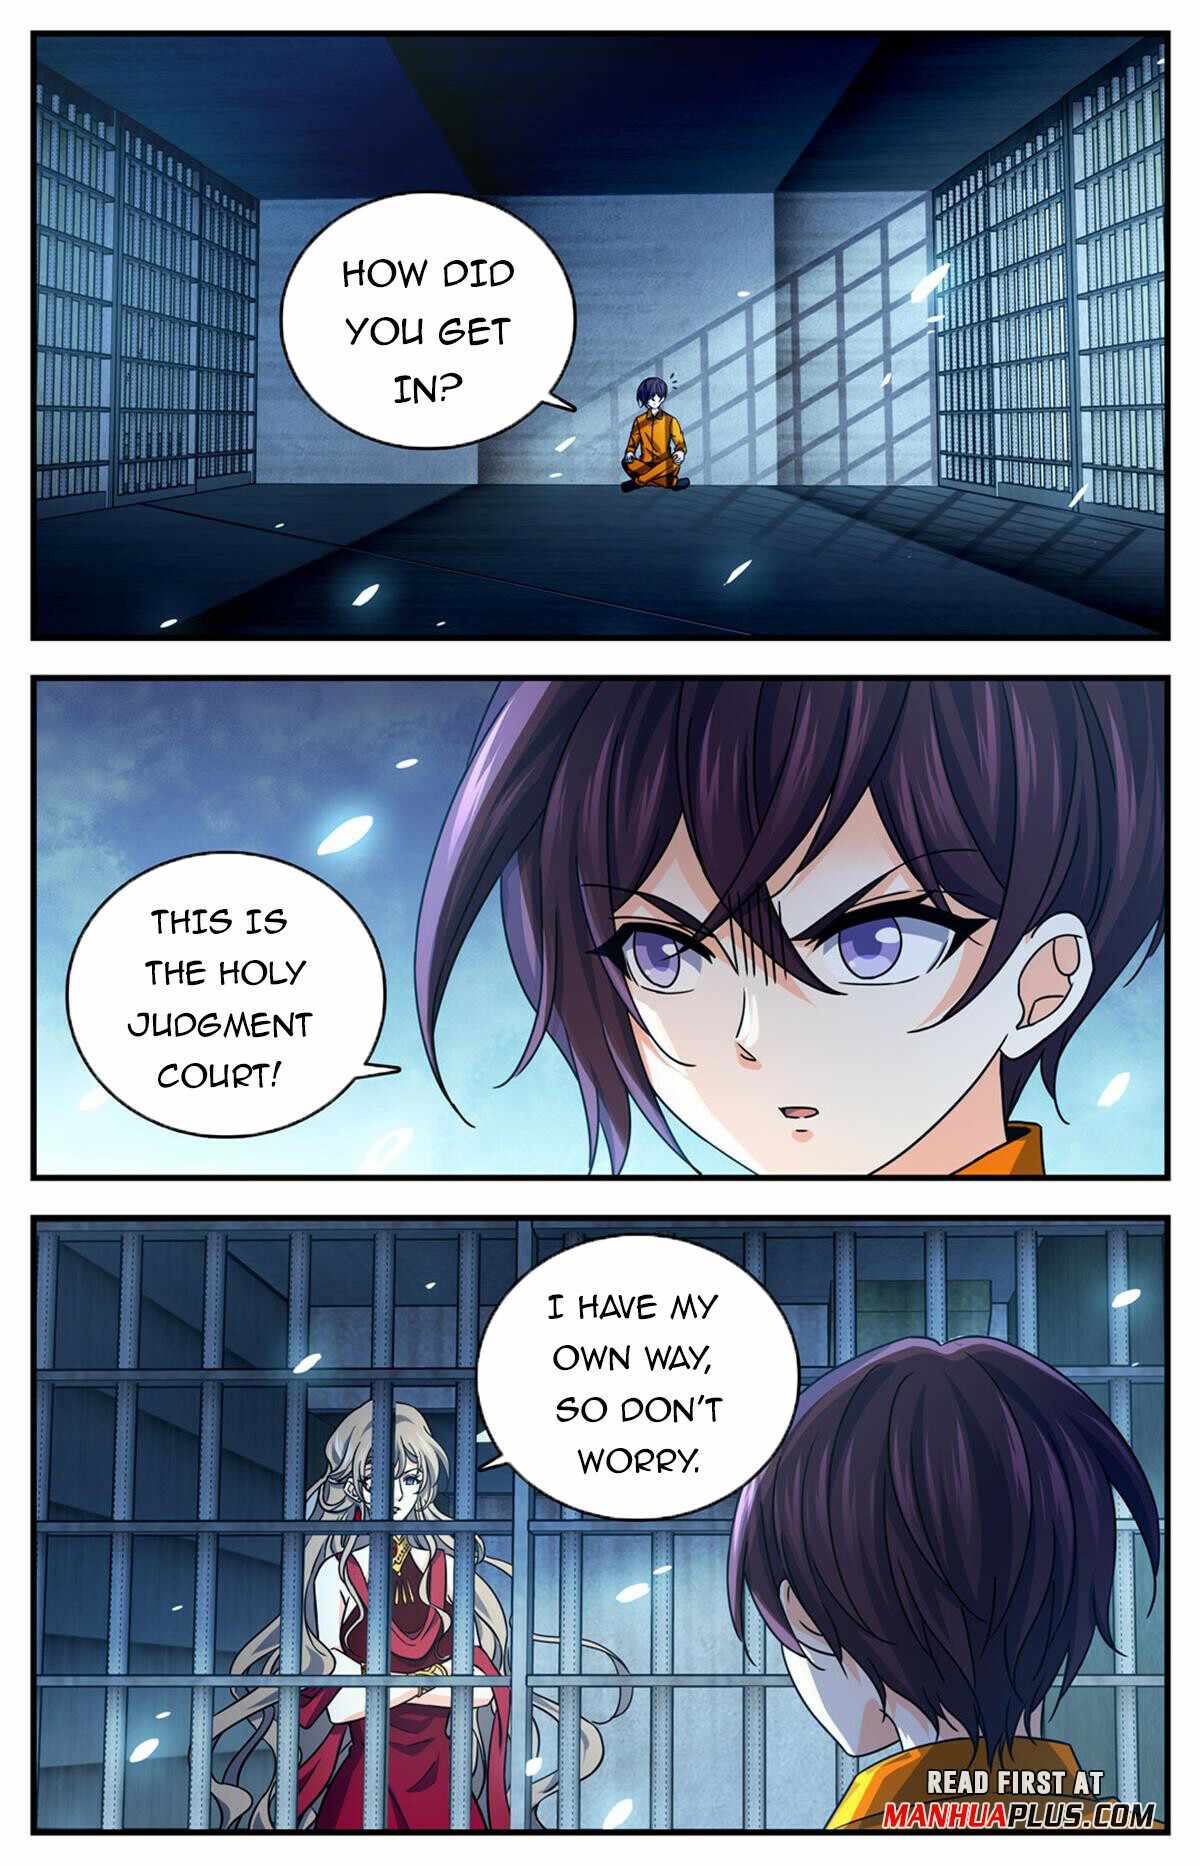 HOW DID
YOU GET
IN?
THIS IS
THE HOLY
JUDGMENT
COURT!
I HAVE MY
OWN WAY,
SO DON'T
WORRY.
READ FIRST AT
MANHUAPLUS.COM